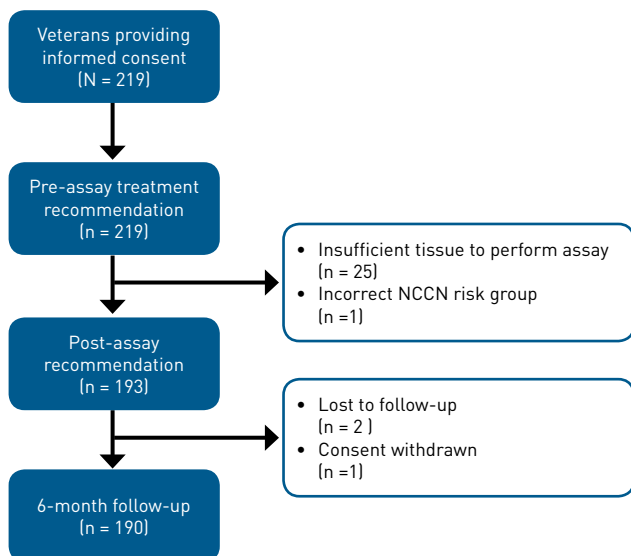 Veterans providing
informed consent
(N = 219)
Pre-assay treatment
recommendation
(n = 219)
• Insufficient tissue to perform assay
(n = 25)
• Incorrect NCCN risk group
(n =1)
Post-assay
recommendation
(n = 193)
• Lost to follow-up
(n = 2 )
• Consent withdrawn
(n =1)
6-month follow-up
(n = 190)